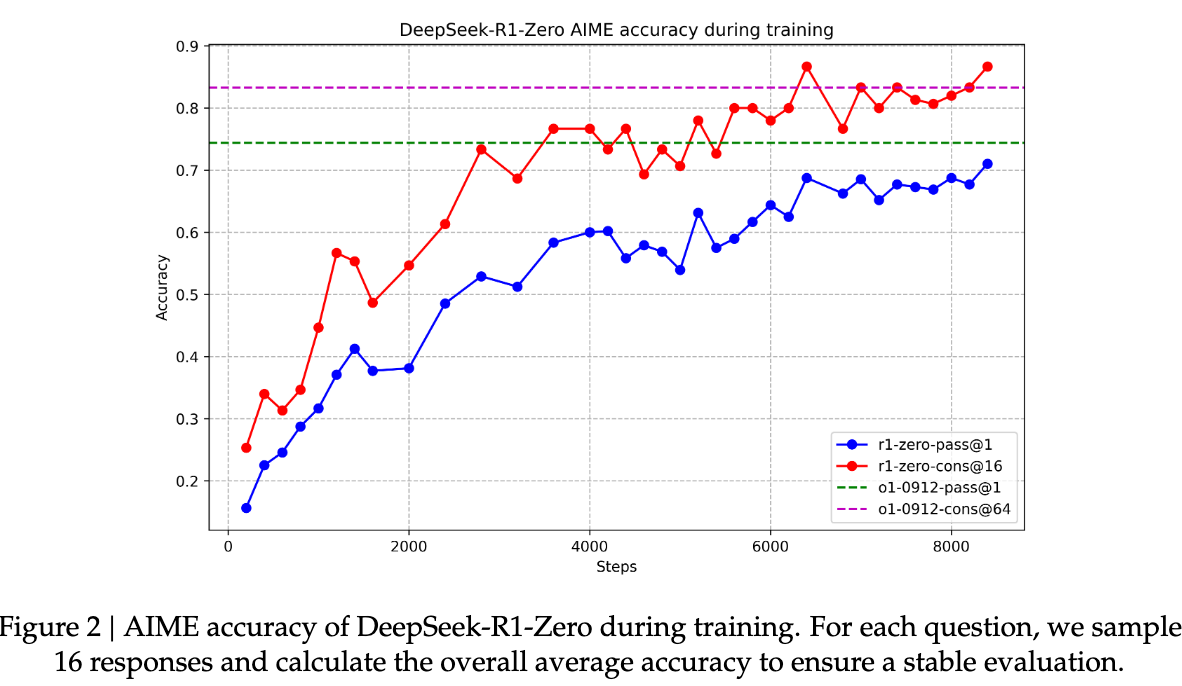 DeepSeek-R1-Zero AIME accuracy during training
0.9
0.8
0.7
0.6
0.5
0.4
0.3
0.2
Accuracy
0 2000 4000 6000 8000
Steps
r1-zero-pass@1
r1-zero-cons@16
o1-0912-pass@1
o1-0912-cons@64
Figure 2 | AIME accuracy of DeepSeek-R1-Zero during training. For each question, we sample
16 responses and calculate the overall average accuracy to ensure a stable evaluation.